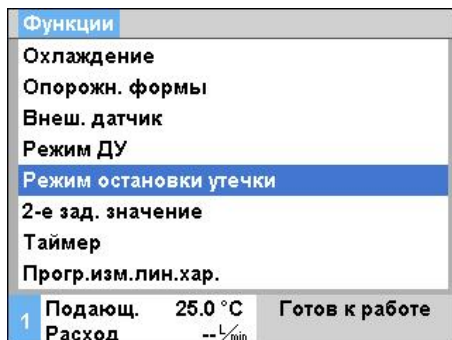 Функции
Охлаждение
Опорожн. формы
Внеш. датчик
Режим ДУ
Режим остановки утечки
2-е зад. значение
Таймер
Прогр.изм.лин.хар.
1 Подающ. 25.0 °C Готов к работе
Расход -- L/min